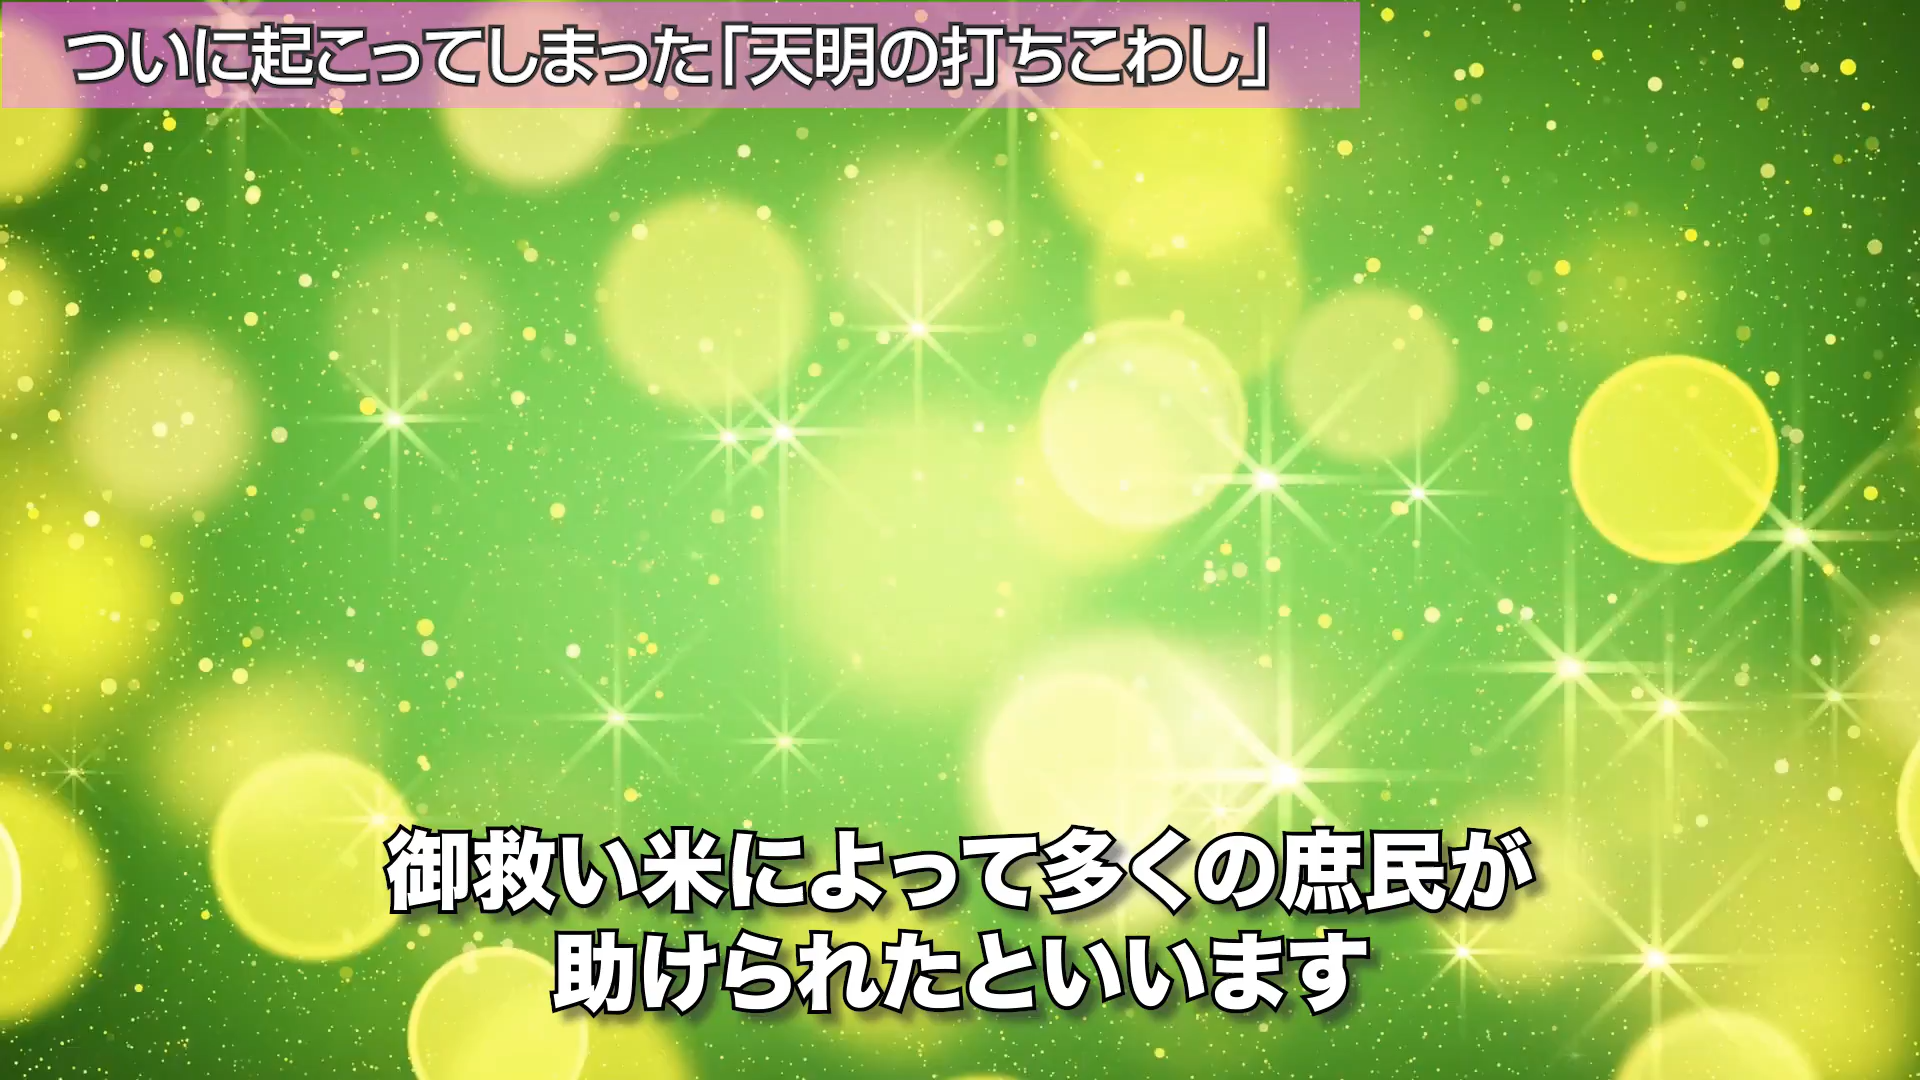 ついに起こってしまった「天明の打ちこわし」
御救い米によって多くの庶民が
助けられたといいます